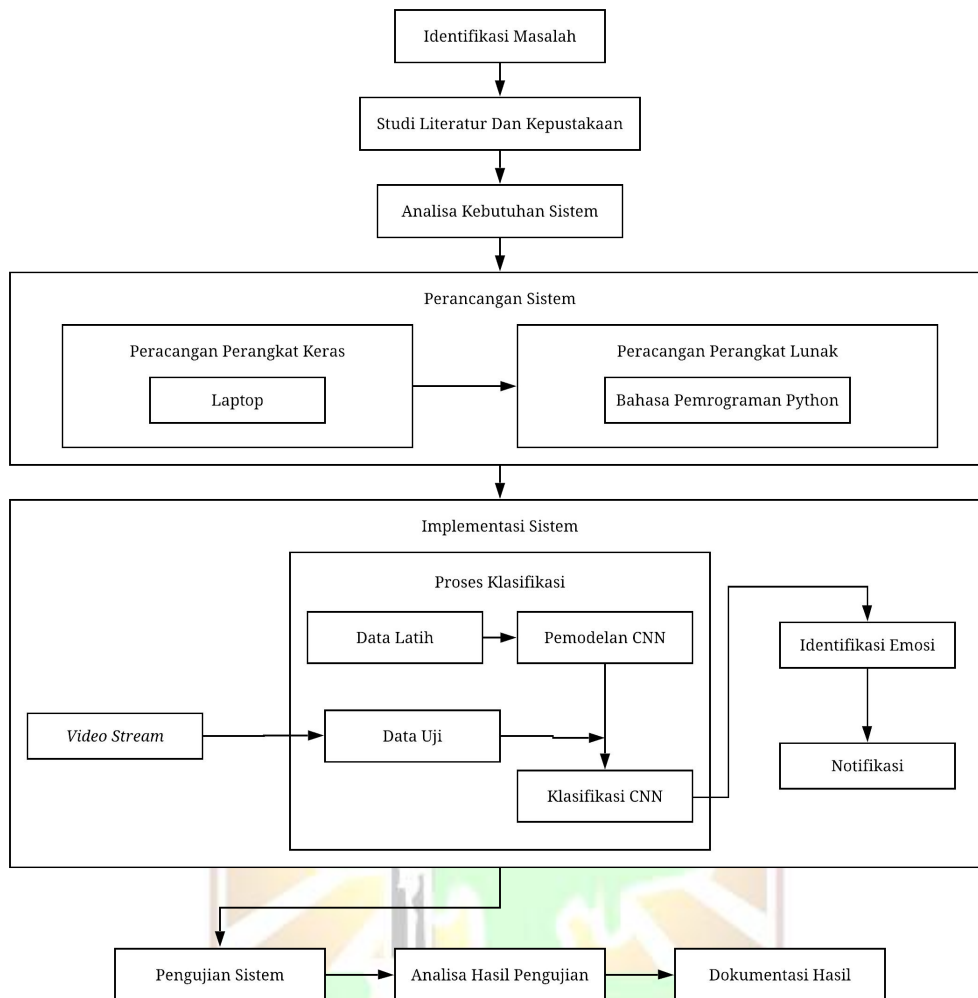 Identifikasi Masalah
Studi Literatur Dan Kepustakaan
Analisa Kebutuhan Sistem
Perancangan Sistem
Peracangan Perangkat Keras
Laptop
Peracangan Perangkat Lunak
Bahasa Pemrograman Python
Implementasi Sistem
Proses Klasifikasi
Data Latih
Pemodelan CNN
Identifikasi Emosi
Video Stream
Data Uji
Klasifikasi CNN
Notifikasi
Pengujian Sistem
Analisa Hasil Pengujian
Dokumentasi Hasil